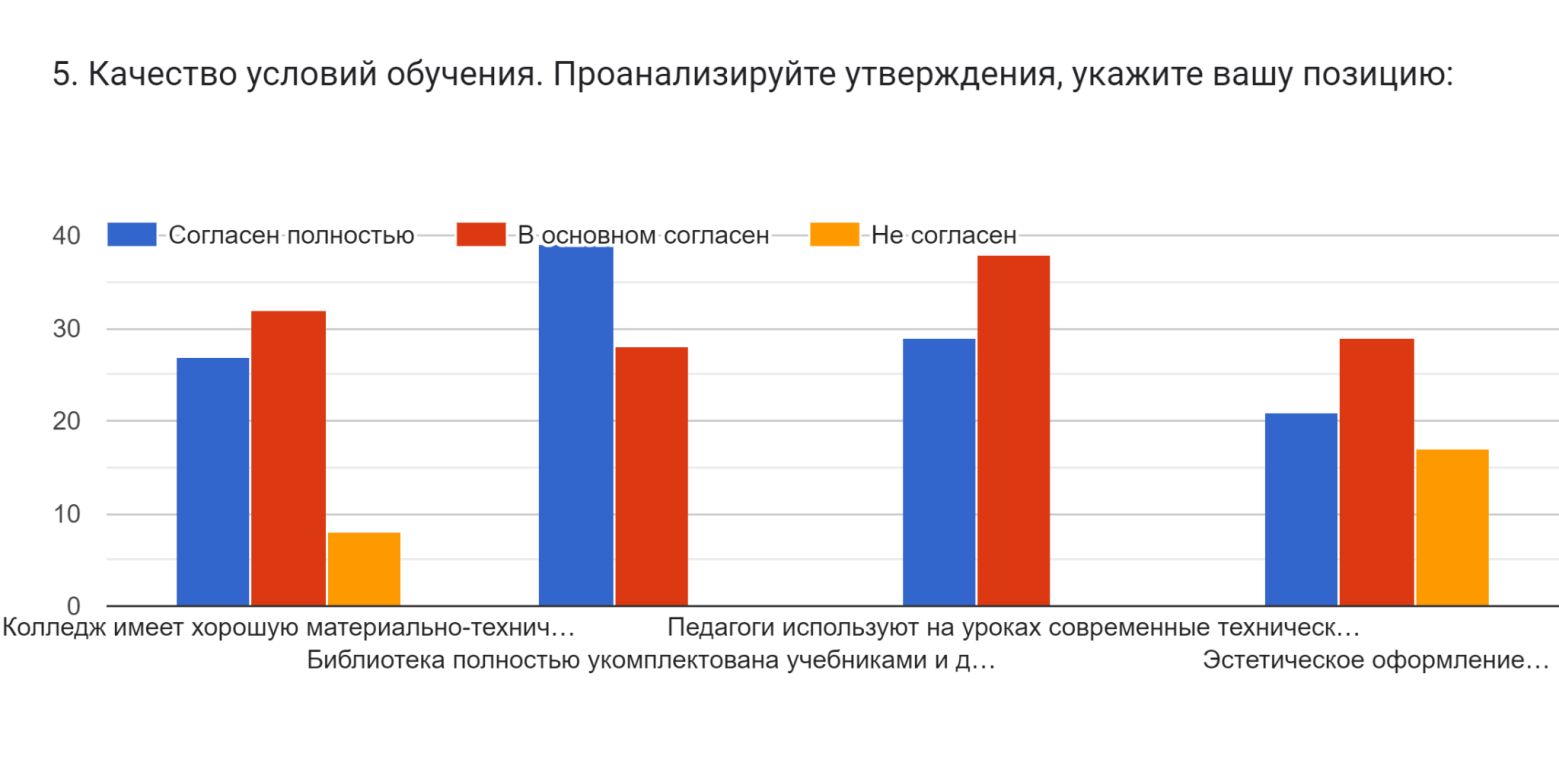 5. Качество условий обучения. Проанализируйте утверждения, укажите вашу позицию:
Согласен полностью
В основном согласен
Не согласен
40
30
20
10
0
Колледж имеет хорошую материально-технич…
Библиотека полностью укомплектована учебниками и д…
Педагоги используют на уроках современные техническ…
Эстетическое оформление…